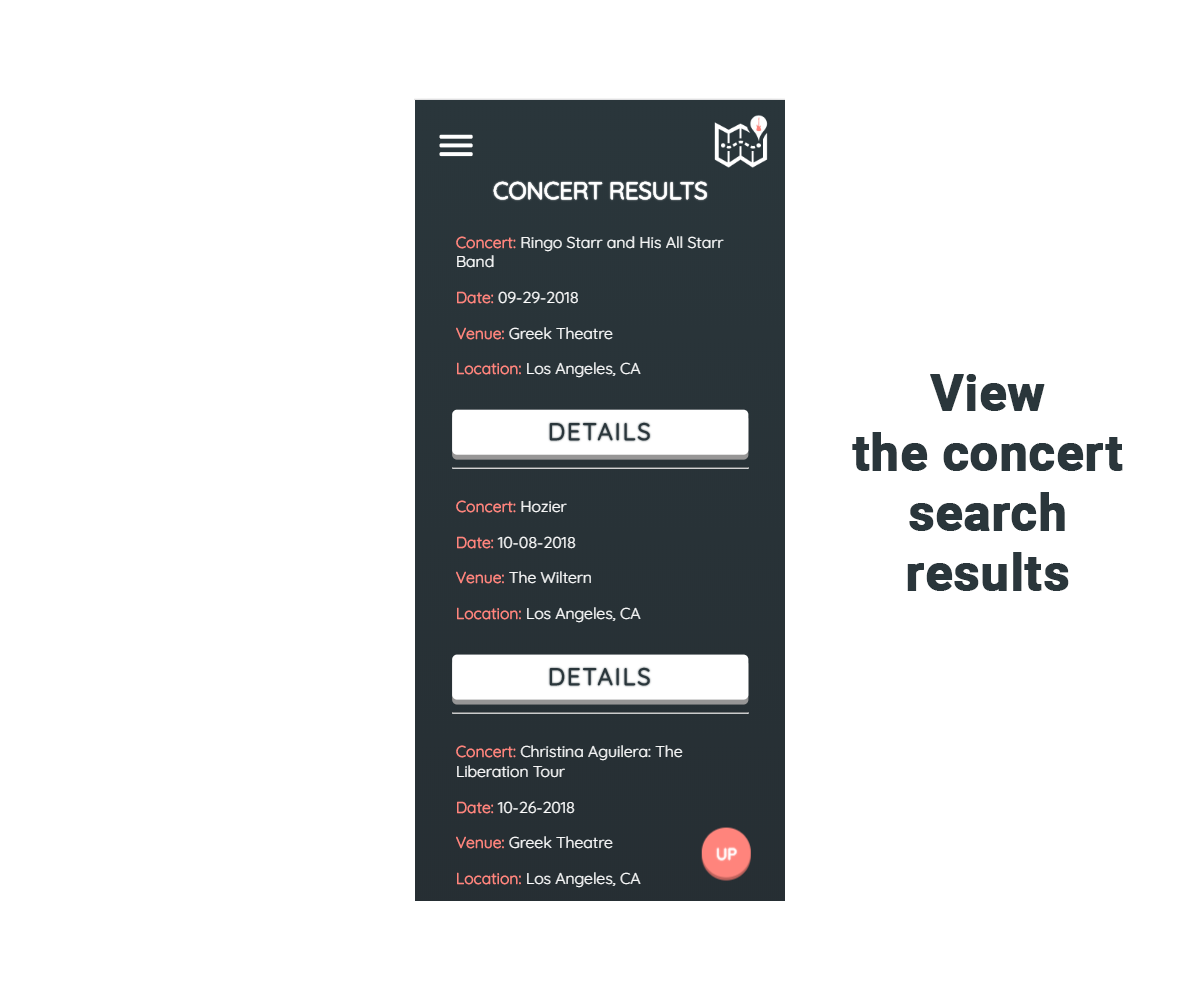 CONCERT RESULTS
Concert: Ringo Starr and His All Starr
Band
Date: 09-29-2018
Venue: Greek Theatre
Location: Los Angeles, CA
DETAILS
Concert: Hozier
Date: 10-08-2018
Venue: The Wiltern
Location: Los Angeles, CA
DETAILS
Concert: Christina Aguilera: The
Liberation Tour
Date: 10-26-2018
Venue: Greek Theatre
Location: Los Angeles, CA
UP
View
the concert
search
results